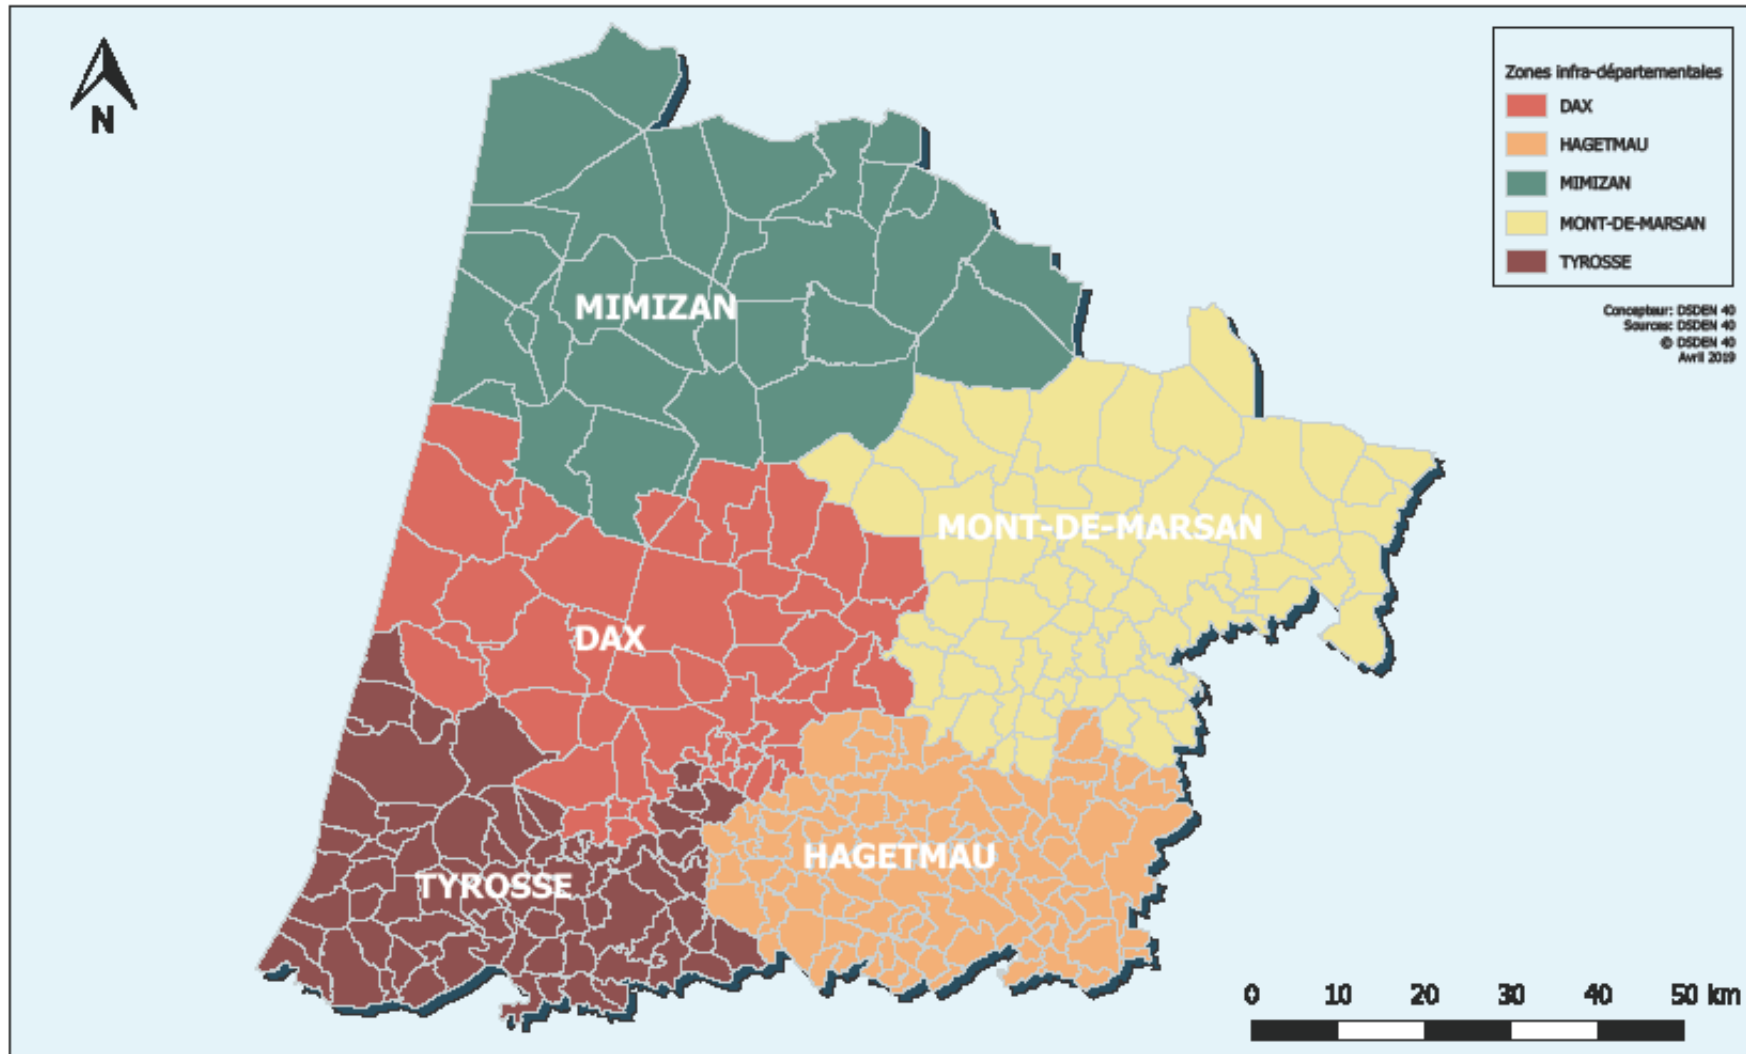 N
Zones infra-départementales
DAX
HAGETMAU
MIMIZAN
MONT-DE-MARSAN
TYROSSE
Concepteur: DSDEN 40
Sources: DSDEN 40
© DSDEN 40
Avril 2019
MIMIZAN
MONT-DE-MARSAN
DAX
HAGETMAU
TYROSSE
0 10 20 30 40 50 km